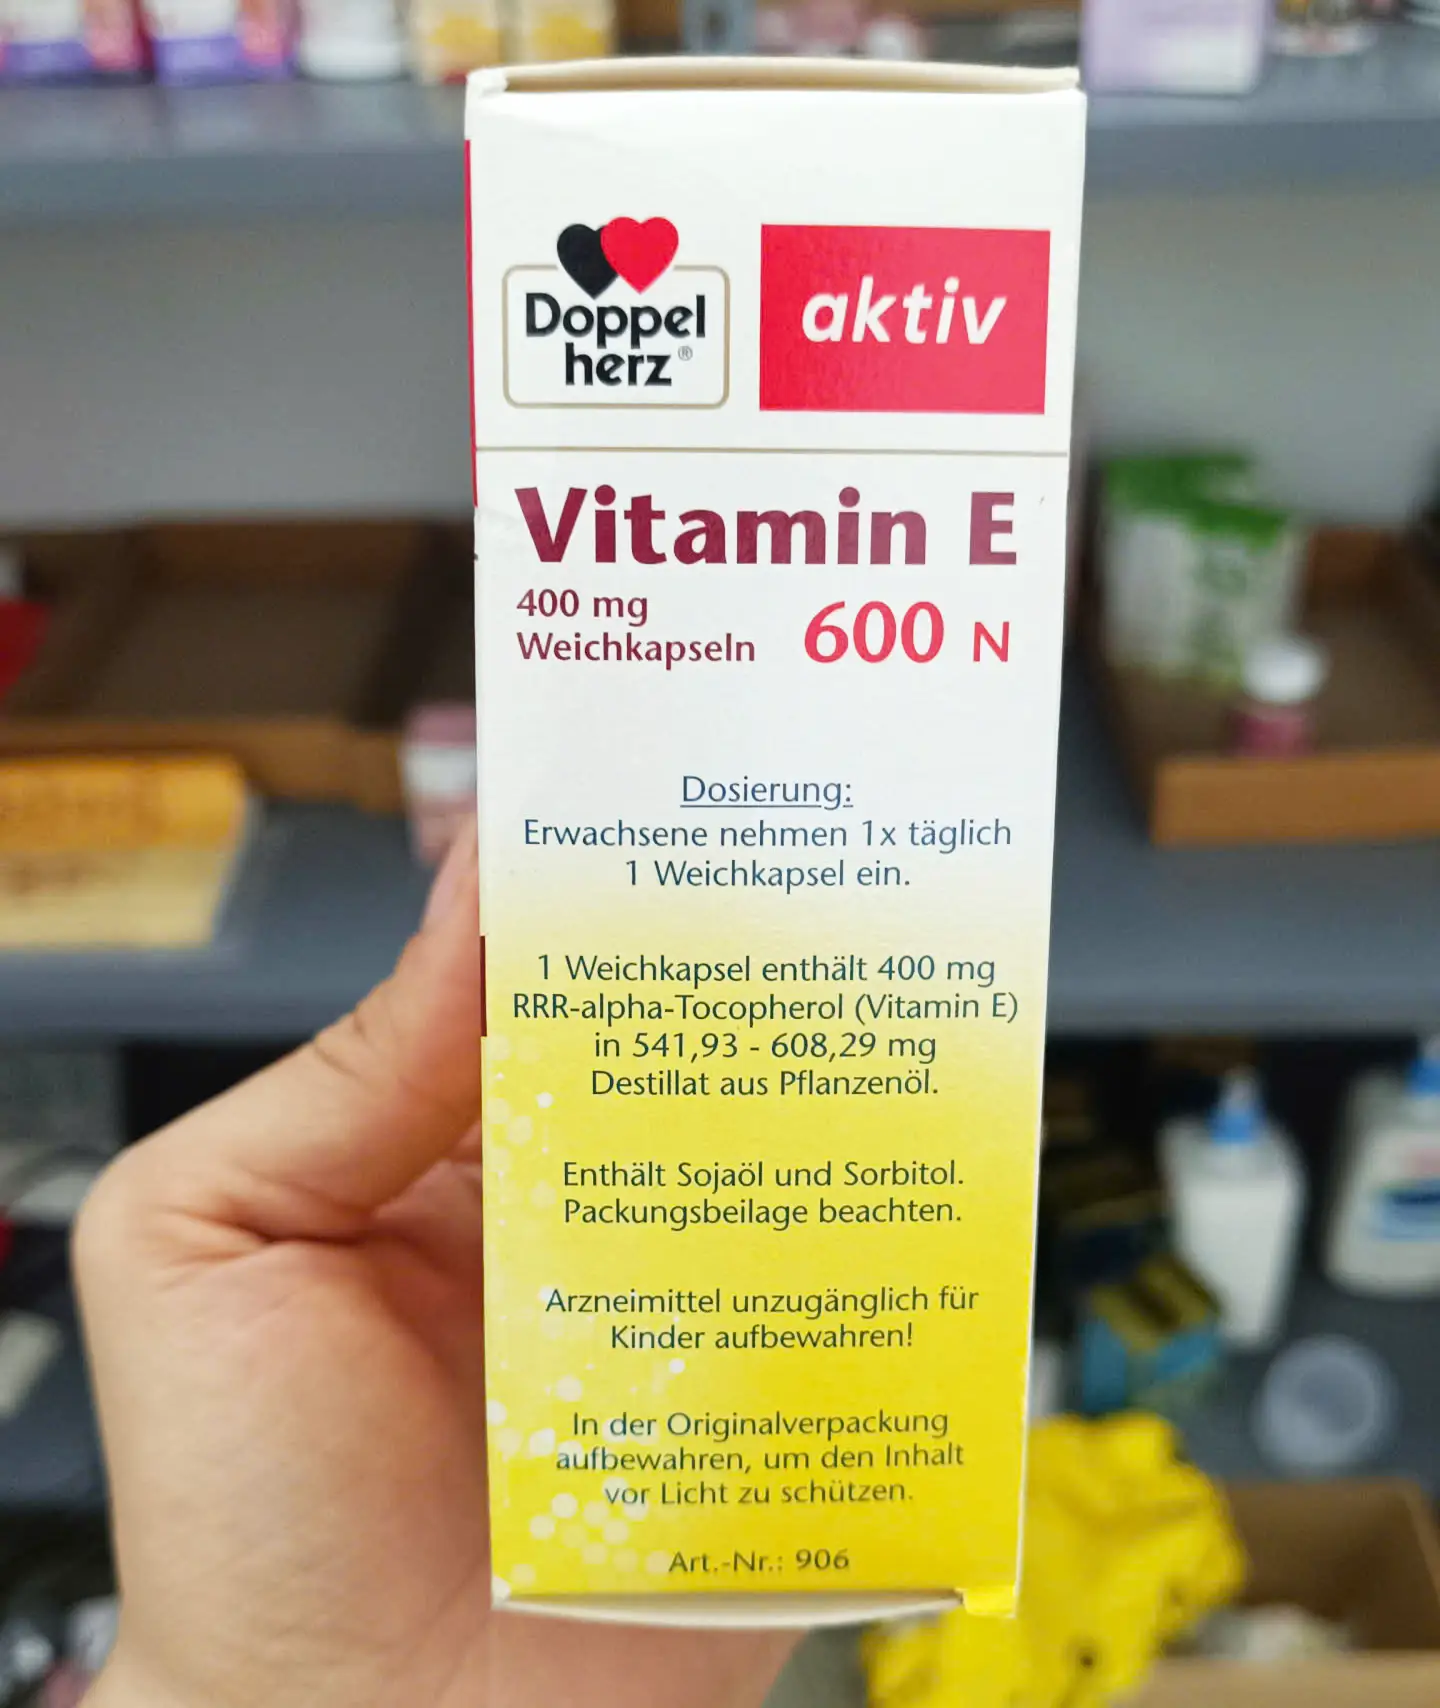 Doppel
herz®
aktiv
Vitamin E
400 mg
Weichkapseln
600 N
Dosierung:
Erwachsene nehmen 1x täglich
1 Weichkapsel ein.
1 Weichkapsel enthält 400 mg
RRR-alpha-Tocopherol (Vitamin E)
in 541,93 - 608,29 mg
Destillat aus Pflanzenöl.
Enthält Sojaöl und Sorbitol.
Packungsbeilage beachten.
Arzneimittel unzugänglich für
Kinder aufbewahren!
In der Originalverpackung
aufbewahren, um den Inhalt
vor Licht zu schützen.
Art.-Nr.: 906